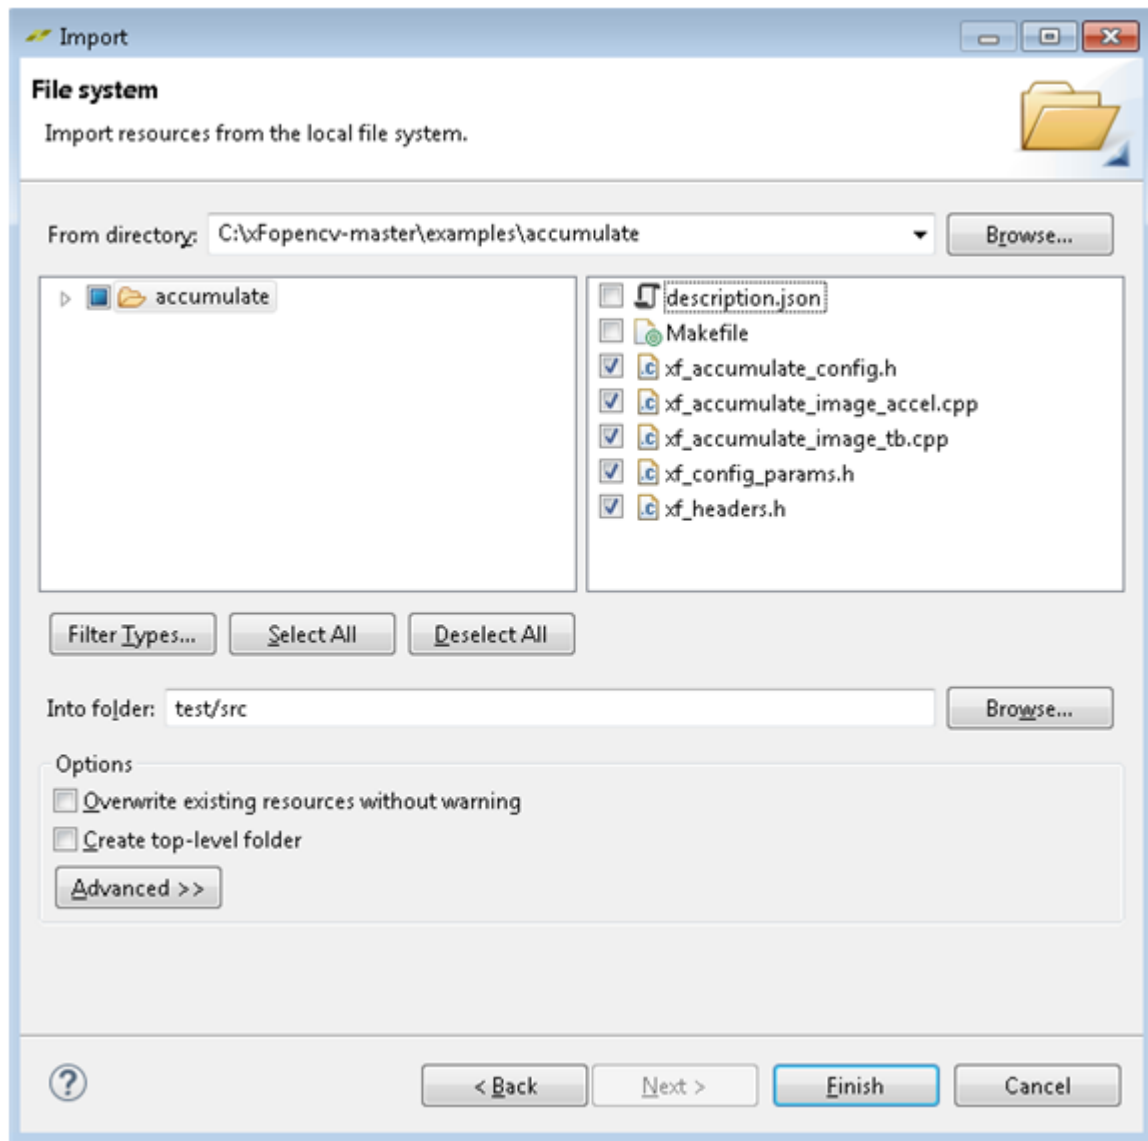 Import
File system
Import resources from the local file system.
From directory: C:\xFopencv-master\examples\accumulate Browse...
accumulate
description.json
Makefile
.c xf_accumulate_config.h
.c xf_accumulate_image_accel.cpp
.c xf_accumulate_image_tb.cpp
.c xf_config_params.h
.c xf_headers.h
Filter Types... Select All Deselect All
Into folder: test/src Browse...
Options
Overwrite existing resources without warning
Create top-level folder
Advanced >>
? < Back Next > Finish Cancel